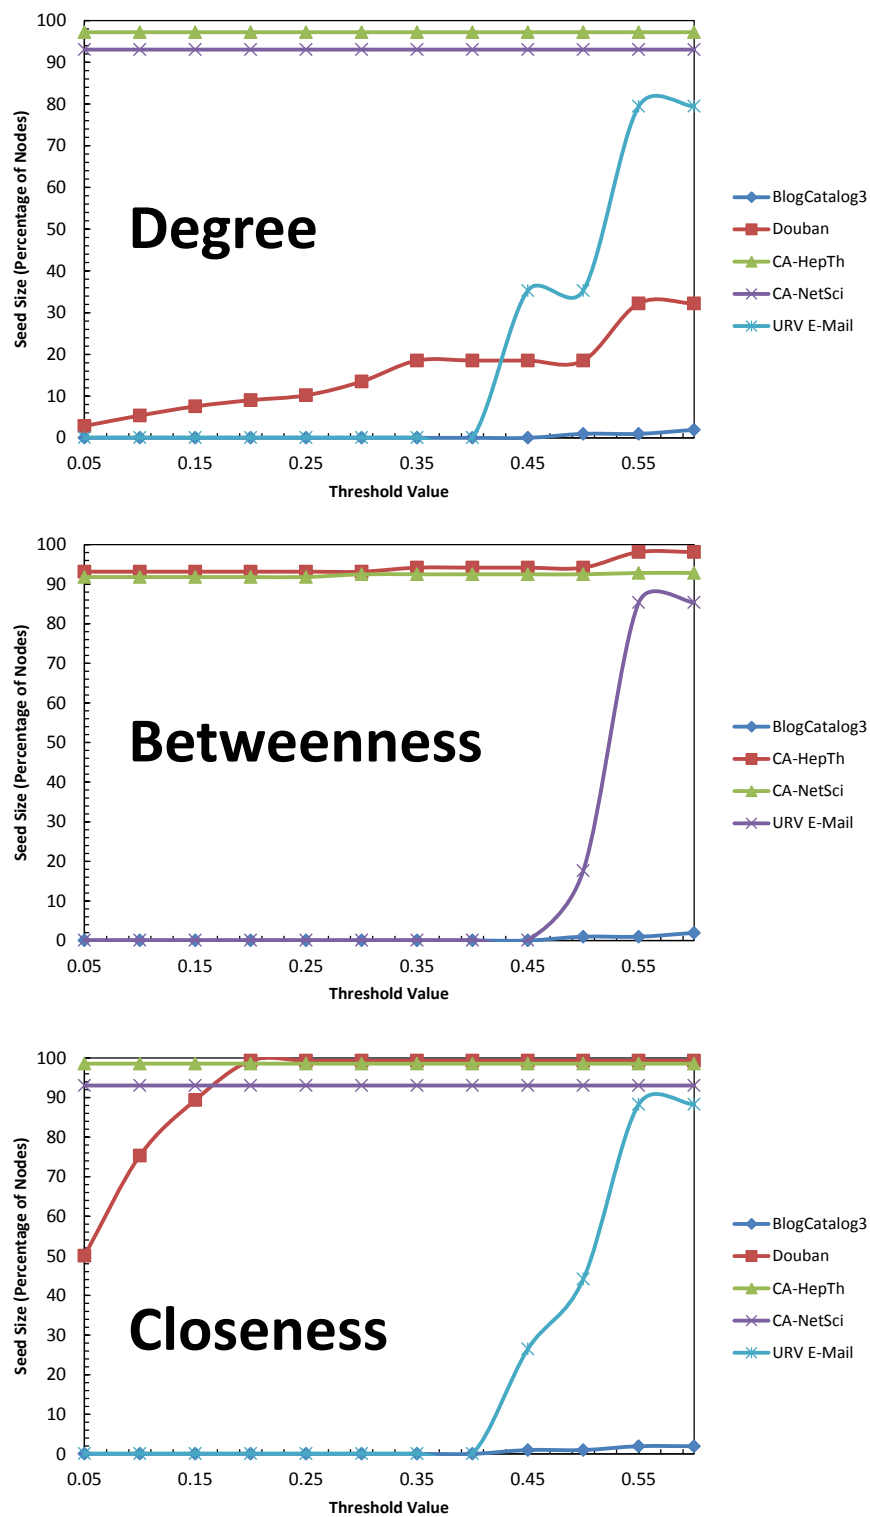 100
90
80
70
60
50
40
30
20
10
0
Seed Size (Percentage of Nodes)
Degree
0.05 0.15 0.25 0.35 0.45 0.55
Threshold Value
BlogCatalog3
Douban
CA-HepTh
CA-NetSci
URV E-Mail
100
90
80
70
60
50
40
30
20
10
0
Seed Size (Percentage of Nodes)
Betweenness
0.05 0.15 0.25 0.35 0.45 0.55
Threshold Value
BlogCatalog3
CA-HepTh
CA-NetSci
URV E-Mail
100
90
80
70
60
50
40
30
20
10
0
Seed Size (Percentage of Nodes)
Closeness
0.05 0.15 0.25 0.35 0.45 0.55
Threshold Value
BlogCatalog3
Douban
CA-HepTh
CA-NetSci
URV E-Mail